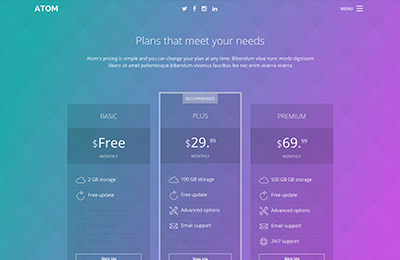 ATOM
MENU
Plans that meet your needs
Atom's pricing is simple and you can change your plan at any time. Bibendum vitae nunc morbi dignissim
libero sit amet pellentesque bibendum vivamus faucibus leo nec enim viverra viverra
RECOMMENDED
BASIC
$Free
MONTHLY
2 GB storage
Free update
Sign Up
PLUS
$29.99
MONTHLY
100 GB storage
Free update
Advanced options
Email support
Sign Up
PREMIUM
$69.99
MONTHLY
500 GB GB storage
Free update
Advanced options
Email support
24/7 support
Sign Up